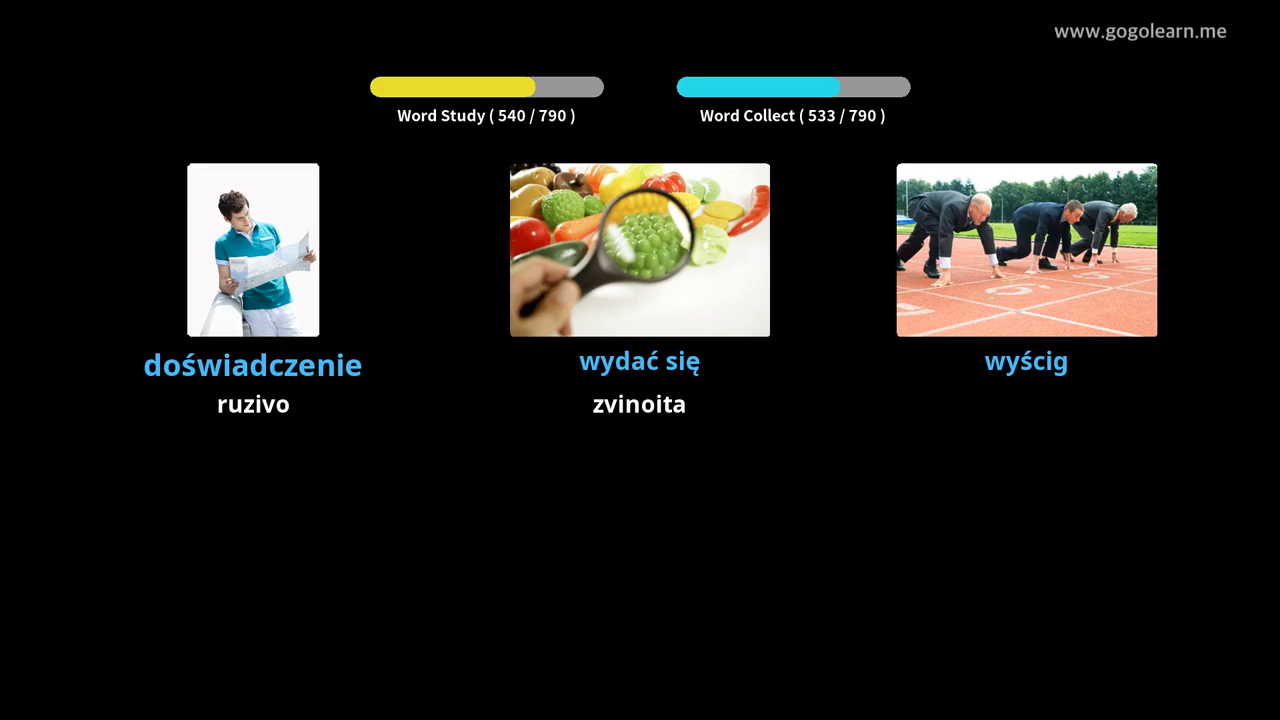 www.gogolearn.me
Word Study ( 540 / 790 )
Word Collect ( 533 / 790 )
doświadczenie
wydać się
wyścig
ruzivo
zvinoita